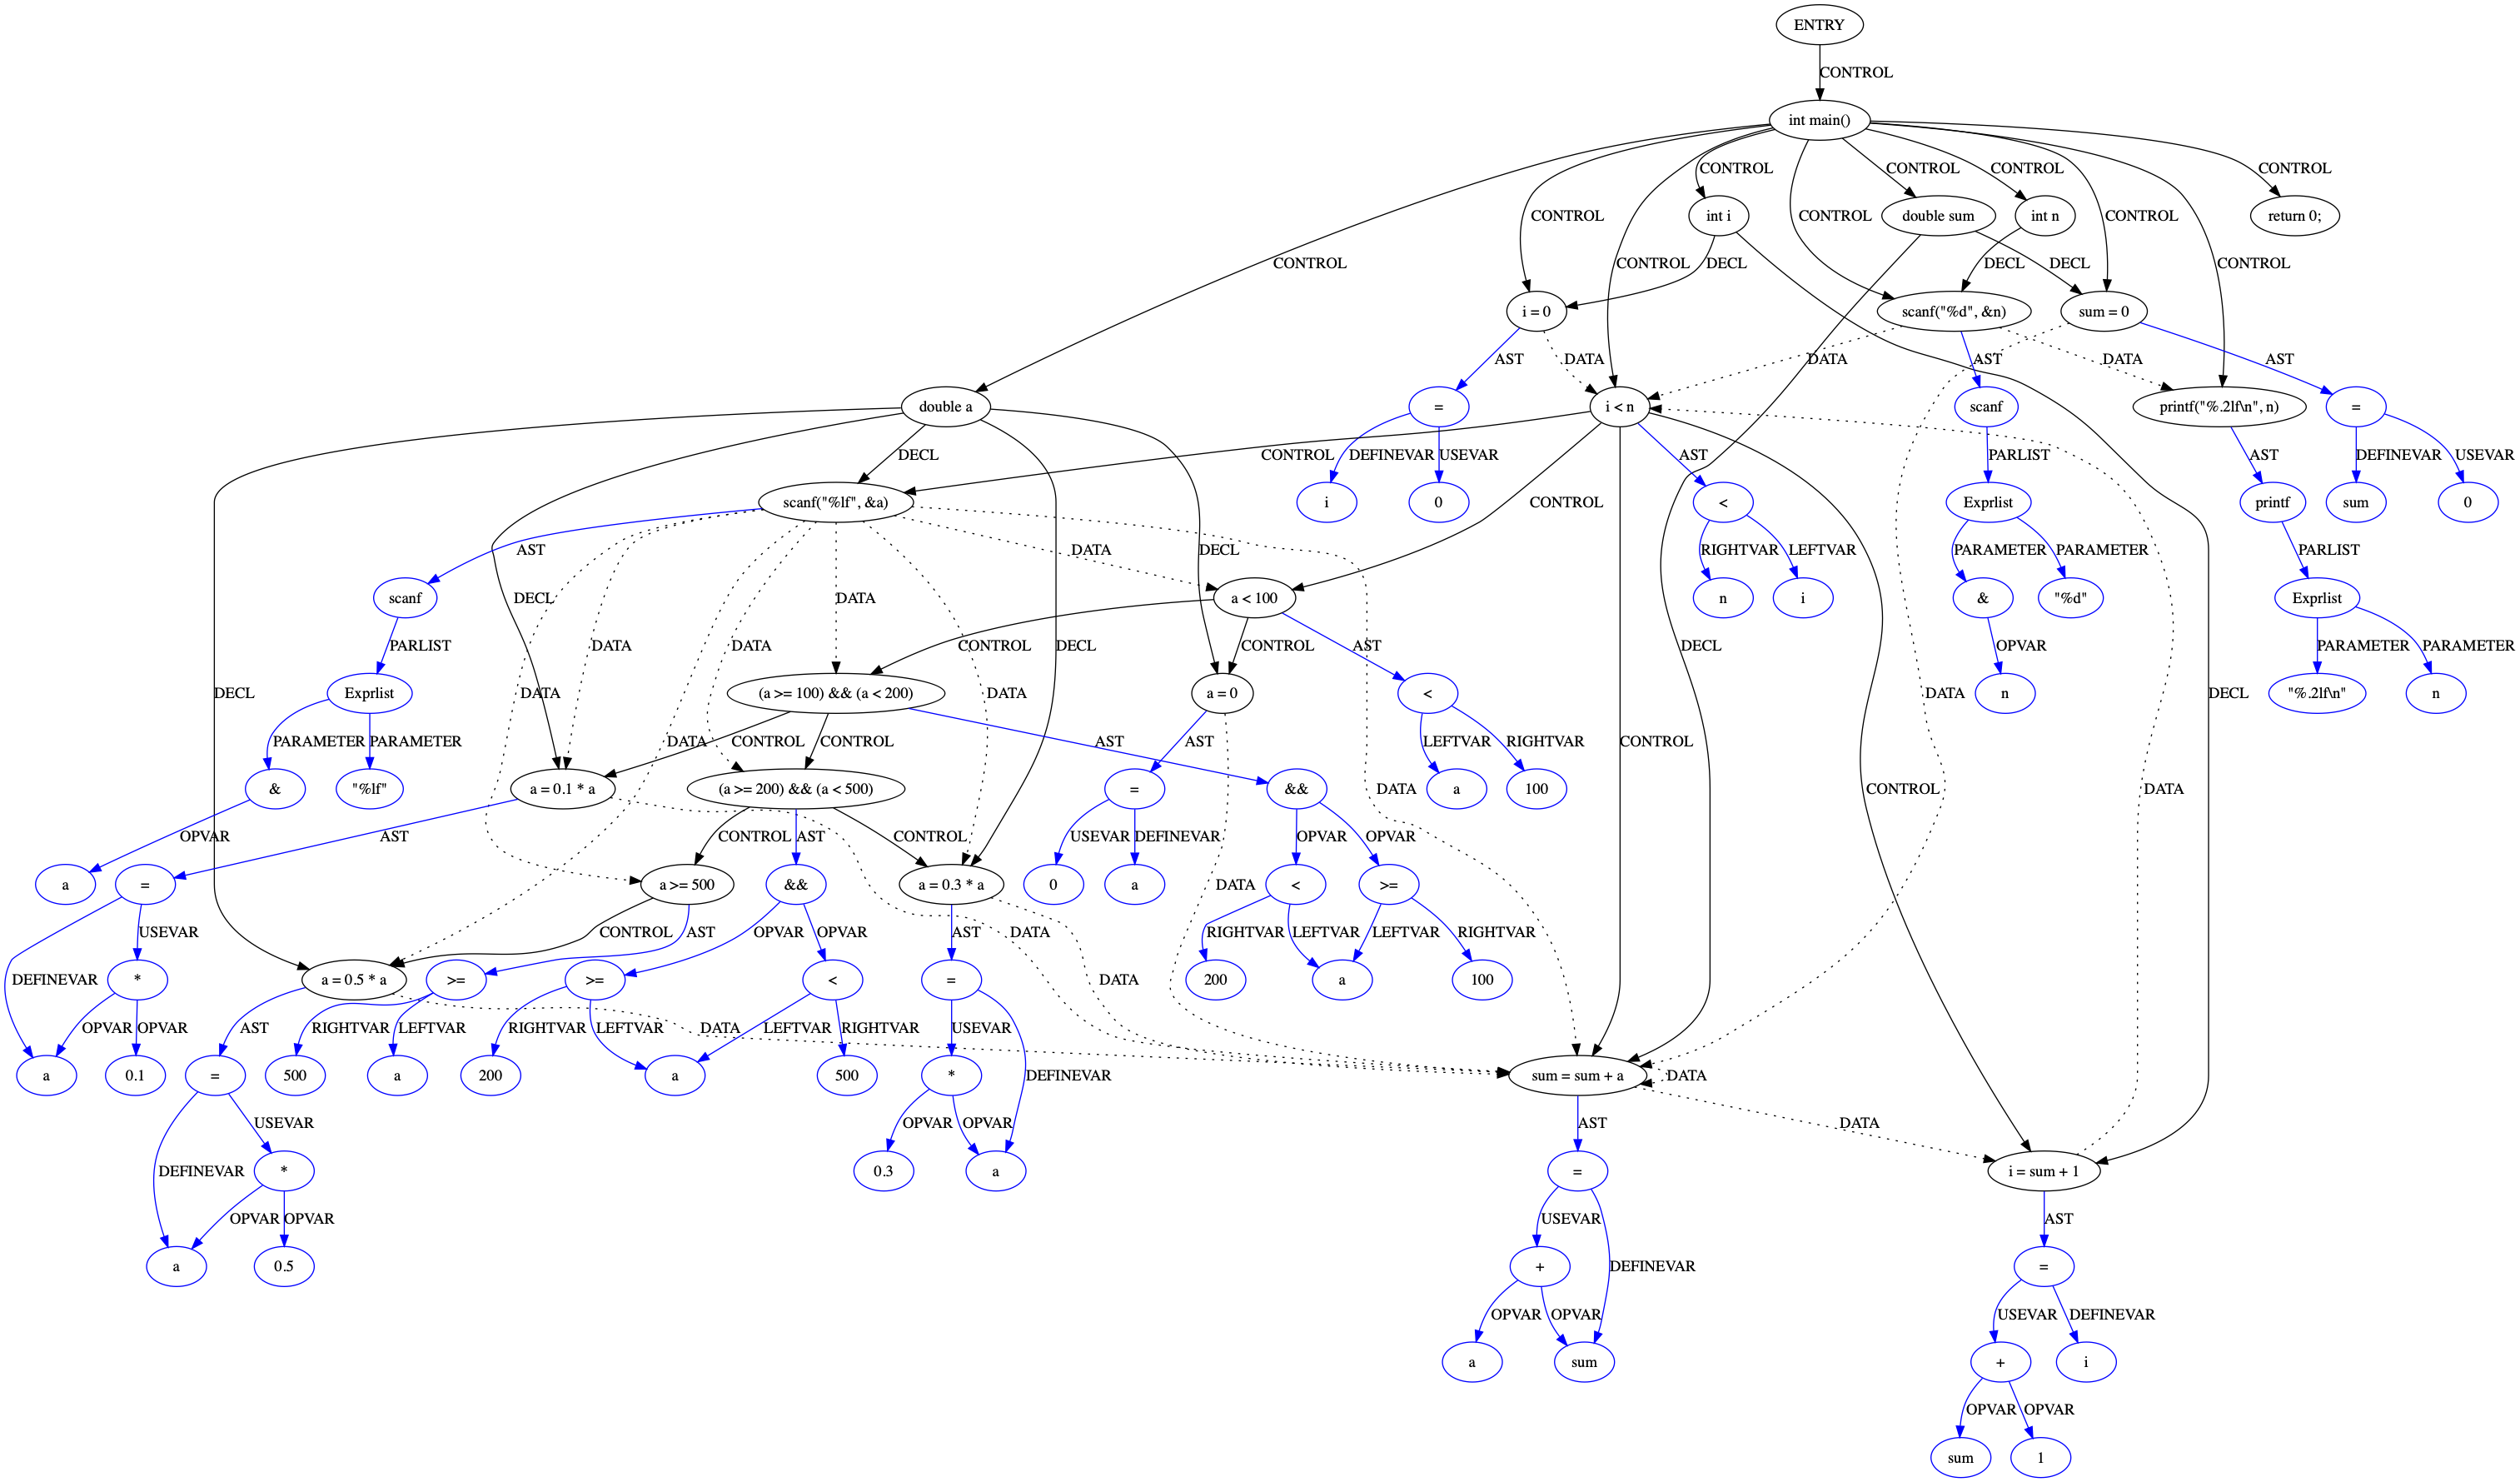 ENTRY
CONTROL
int main()
CONTROL
CONTROL
CONTROL
CONTROL
CONTROL
int i
double sum
int n
CONTROL
CONTROL
CONTROL
return 0;
CONTROL
CONTROL
DECL
DECL
DECL
CONTROL
i = 0
scanf("%d", &n)
sum = 0
AST
DATA
DATA
AST
DATA
AST
double a
=
i < n
scanf
printf("%.2lf\n", n)
=
DECL
CONTROL
DEFINEVAR
USEVAR
AST
PARLIST
AST
DEFINEVAR
USEVAR
scanf("%lf", &a)
i
0
<
Exprlist
printf
sum
0
AST
DATA
DECL
CONTROL
RIGHTVAR
LEFTVAR
PARAMETER
PARAMETER
PARLIST
scanf
DECL
DATA
a < 100
n
i
&
"%d"
Exprlist
PARLIST
DATA
DATA
CONTROL
DECL
CONTROL
AST
DECL
OPVAR
PARAMETER
PARAMETER
Exprlist
DECL
DATA
(a >= 100) && (a < 200)
DATA
a = 0
<
DATA
n
DECL
"%.2lf\n"
n
PARAMETER
PARAMETER
DATA
CONTROL
CONTROL
AST
AST
LEFTVAR
RIGHTVAR
CONTROL
&
"%lf"
a = 0.1 * a
(a >= 200) && (a < 500)
=
&&
DATA
a
100
CONTROL
DATA
OPVAR
AST
CONTROL
AST
CONTROL
USEVAR
DEFINEVAR
OPVAR
OPVAR
a
=
a >= 500
&&
a = 0.3 * a
0
a
DATA
<
>=
USEVAR
CONTROL
AST
OPVAR
OPVAR
AST
DATA
RIGHTVAR
LEFTVAR
LEFTVAR
RIGHTVAR
DEFINEVAR
*
a = 0.5 * a
>=
>=
<
=
DATA
200
a
100
OPVAR
OPVAR
AST
RIGHTVAR
LEFTVAR
RIGHTVAR
LEFTVAR
DATA
LEFTVAR
RIGHTVAR
USEVAR
a
0.1
=
500
a
200
a
500
*
DEFINEVAR
sum = sum + a
DATA
DEFINEVAR
USEVAR
OPVAR
OPVAR
AST
DATA
*
0.3
a
=
i = sum + 1
OPVAR
OPVAR
USEVAR
AST
a
0.5
+
DEFINEVAR
=
OPVAR
OPVAR
USEVAR
DEFINEVAR
a
sum
+
i
OPVAR
OPVAR
sum
1